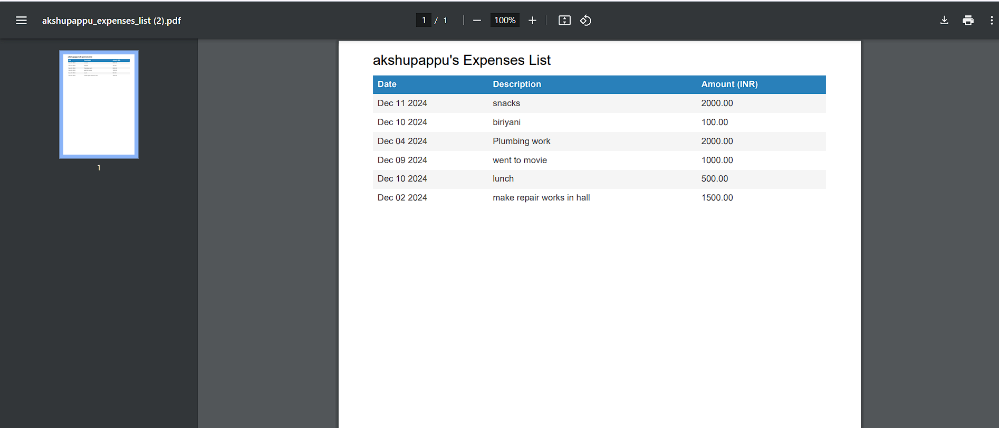 akshupappu_expenses_list (2).pdf
1 / 1
100%
1
akshupappu's Expenses List
Date Description Amount (INR)
Dec 11 2024 snacks 2000.00
Dec 10 2024 biriyani 100.00
Dec 04 2024 Plumbing work 2000.00
Dec 09 2024 went to movie 1000.00
Dec 10 2024 lunch 500.00
Dec 02 2024 make repair works in hall 1500.00